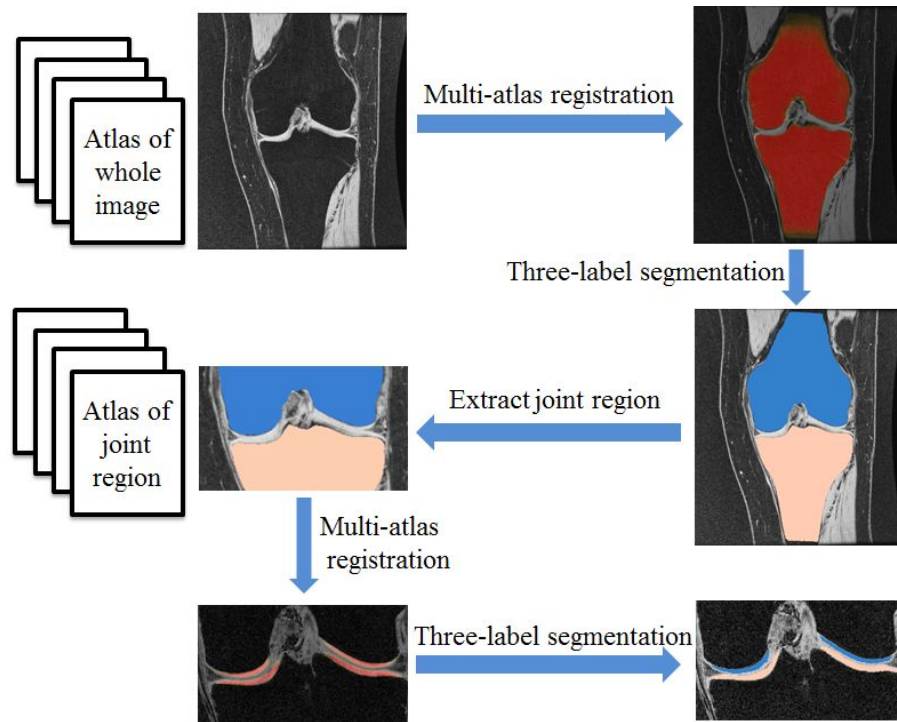 Atlas of
whole
image
Multi-atlas registration
Three-label segmentation
Atlas of
joint
region
Extract joint region
Multi-atlas
registration
Three-label segmentation